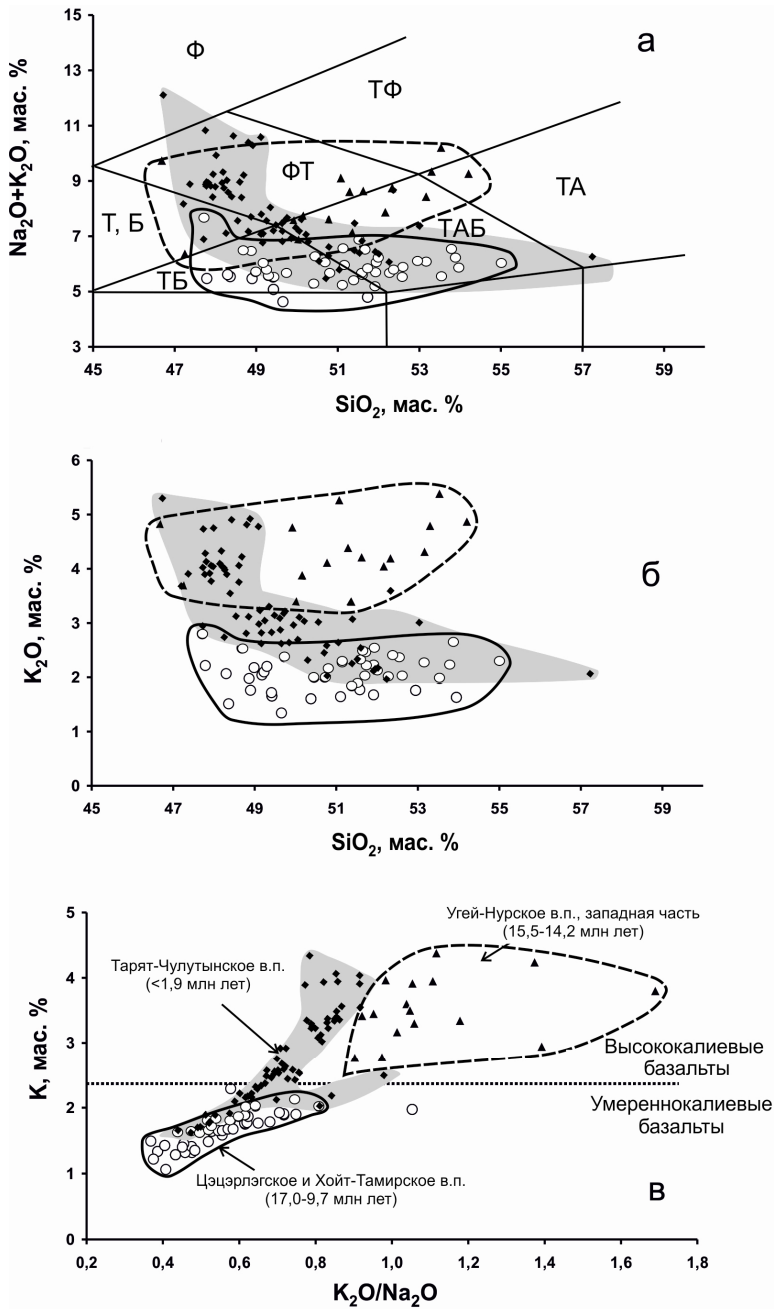 а
Na₂O+K₂O, мас. %
15
13
11
9
7
5
3
Ф
ТФ
ФТ
ТА
Т, Б
ТАБ
ТБ
45 47 49 51 53 55 57 59
SiO₂, мас. %
б
K₂O, мас. %
6
5
4
3
2
1
0
45 47 49 51 53 55 57 59
SiO₂, мас. %
K, мас. %
5
4
3
2
1
0
Угей-Нурское в.п., западная часть
(15,5-14,2 млн лет)
Тарят-Чулутынское в.п.
(<1,9 млн лет)
Высококалиевые
базальты
Умереннокалиевые
базальты
Цэцэрлэгское и Хойт-Тамирское в.п.
(17,0-9,7 млн лет)
в
0,2 0,4 0,6 0,8 1,0 1,2 1,4 1,6 1,8
K₂O/Na₂O